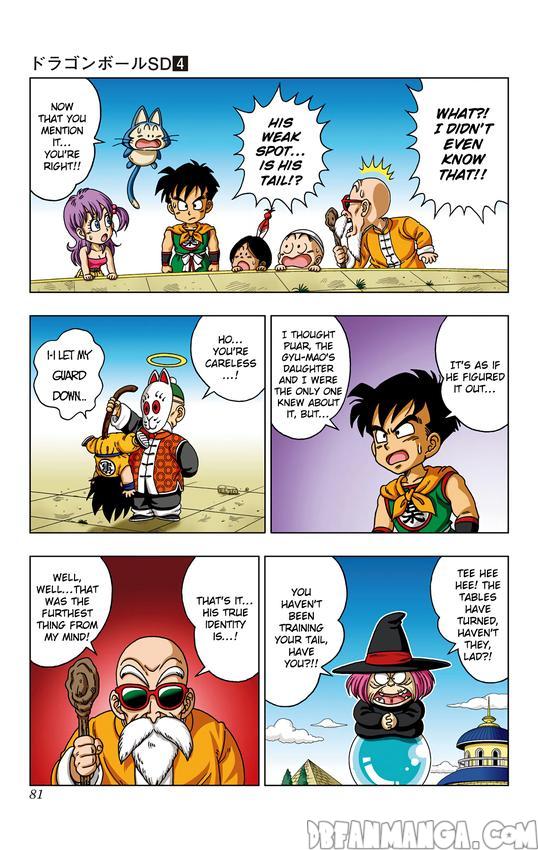 ドラゴンボールSD4
WHAT?!
I DIDN'T
EVEN
KNOW
THAT!!
HIS
WEAK
SPOT...
IS HIS
TAIL!?
NOW
THAT YOU
MENTION
IT...
YOU'RE
RIGHT!!
IT'S AS IF
HE FIGURED
IT OUT...
I THOUGHT
PUAR, THE
GYU-MAO'S
DAUGHTER
AND I WERE
THE ONLY ONE
KNEW ABOUT
IT, BUT...
HO...
YOU'RE
CARELESS
...!
I-I LET MY
GUARD
DOWN...
TEE HEE
HEE! THE
TABLES
HAVE
TURNED,
HAVEN'T
THEY,
LAD?!
YOU
HAVEN'T
BEEN
TRAINING
YOUR TAIL,
HAVE
YOU?!!
THAT'S
IT...
HIS TRUE
IDENTITY
IS...!
WELL,
WELL...THAT
WAS THE
FURTHEST
THING FROM
MY MIND!
81
DBFANMANGA.COM